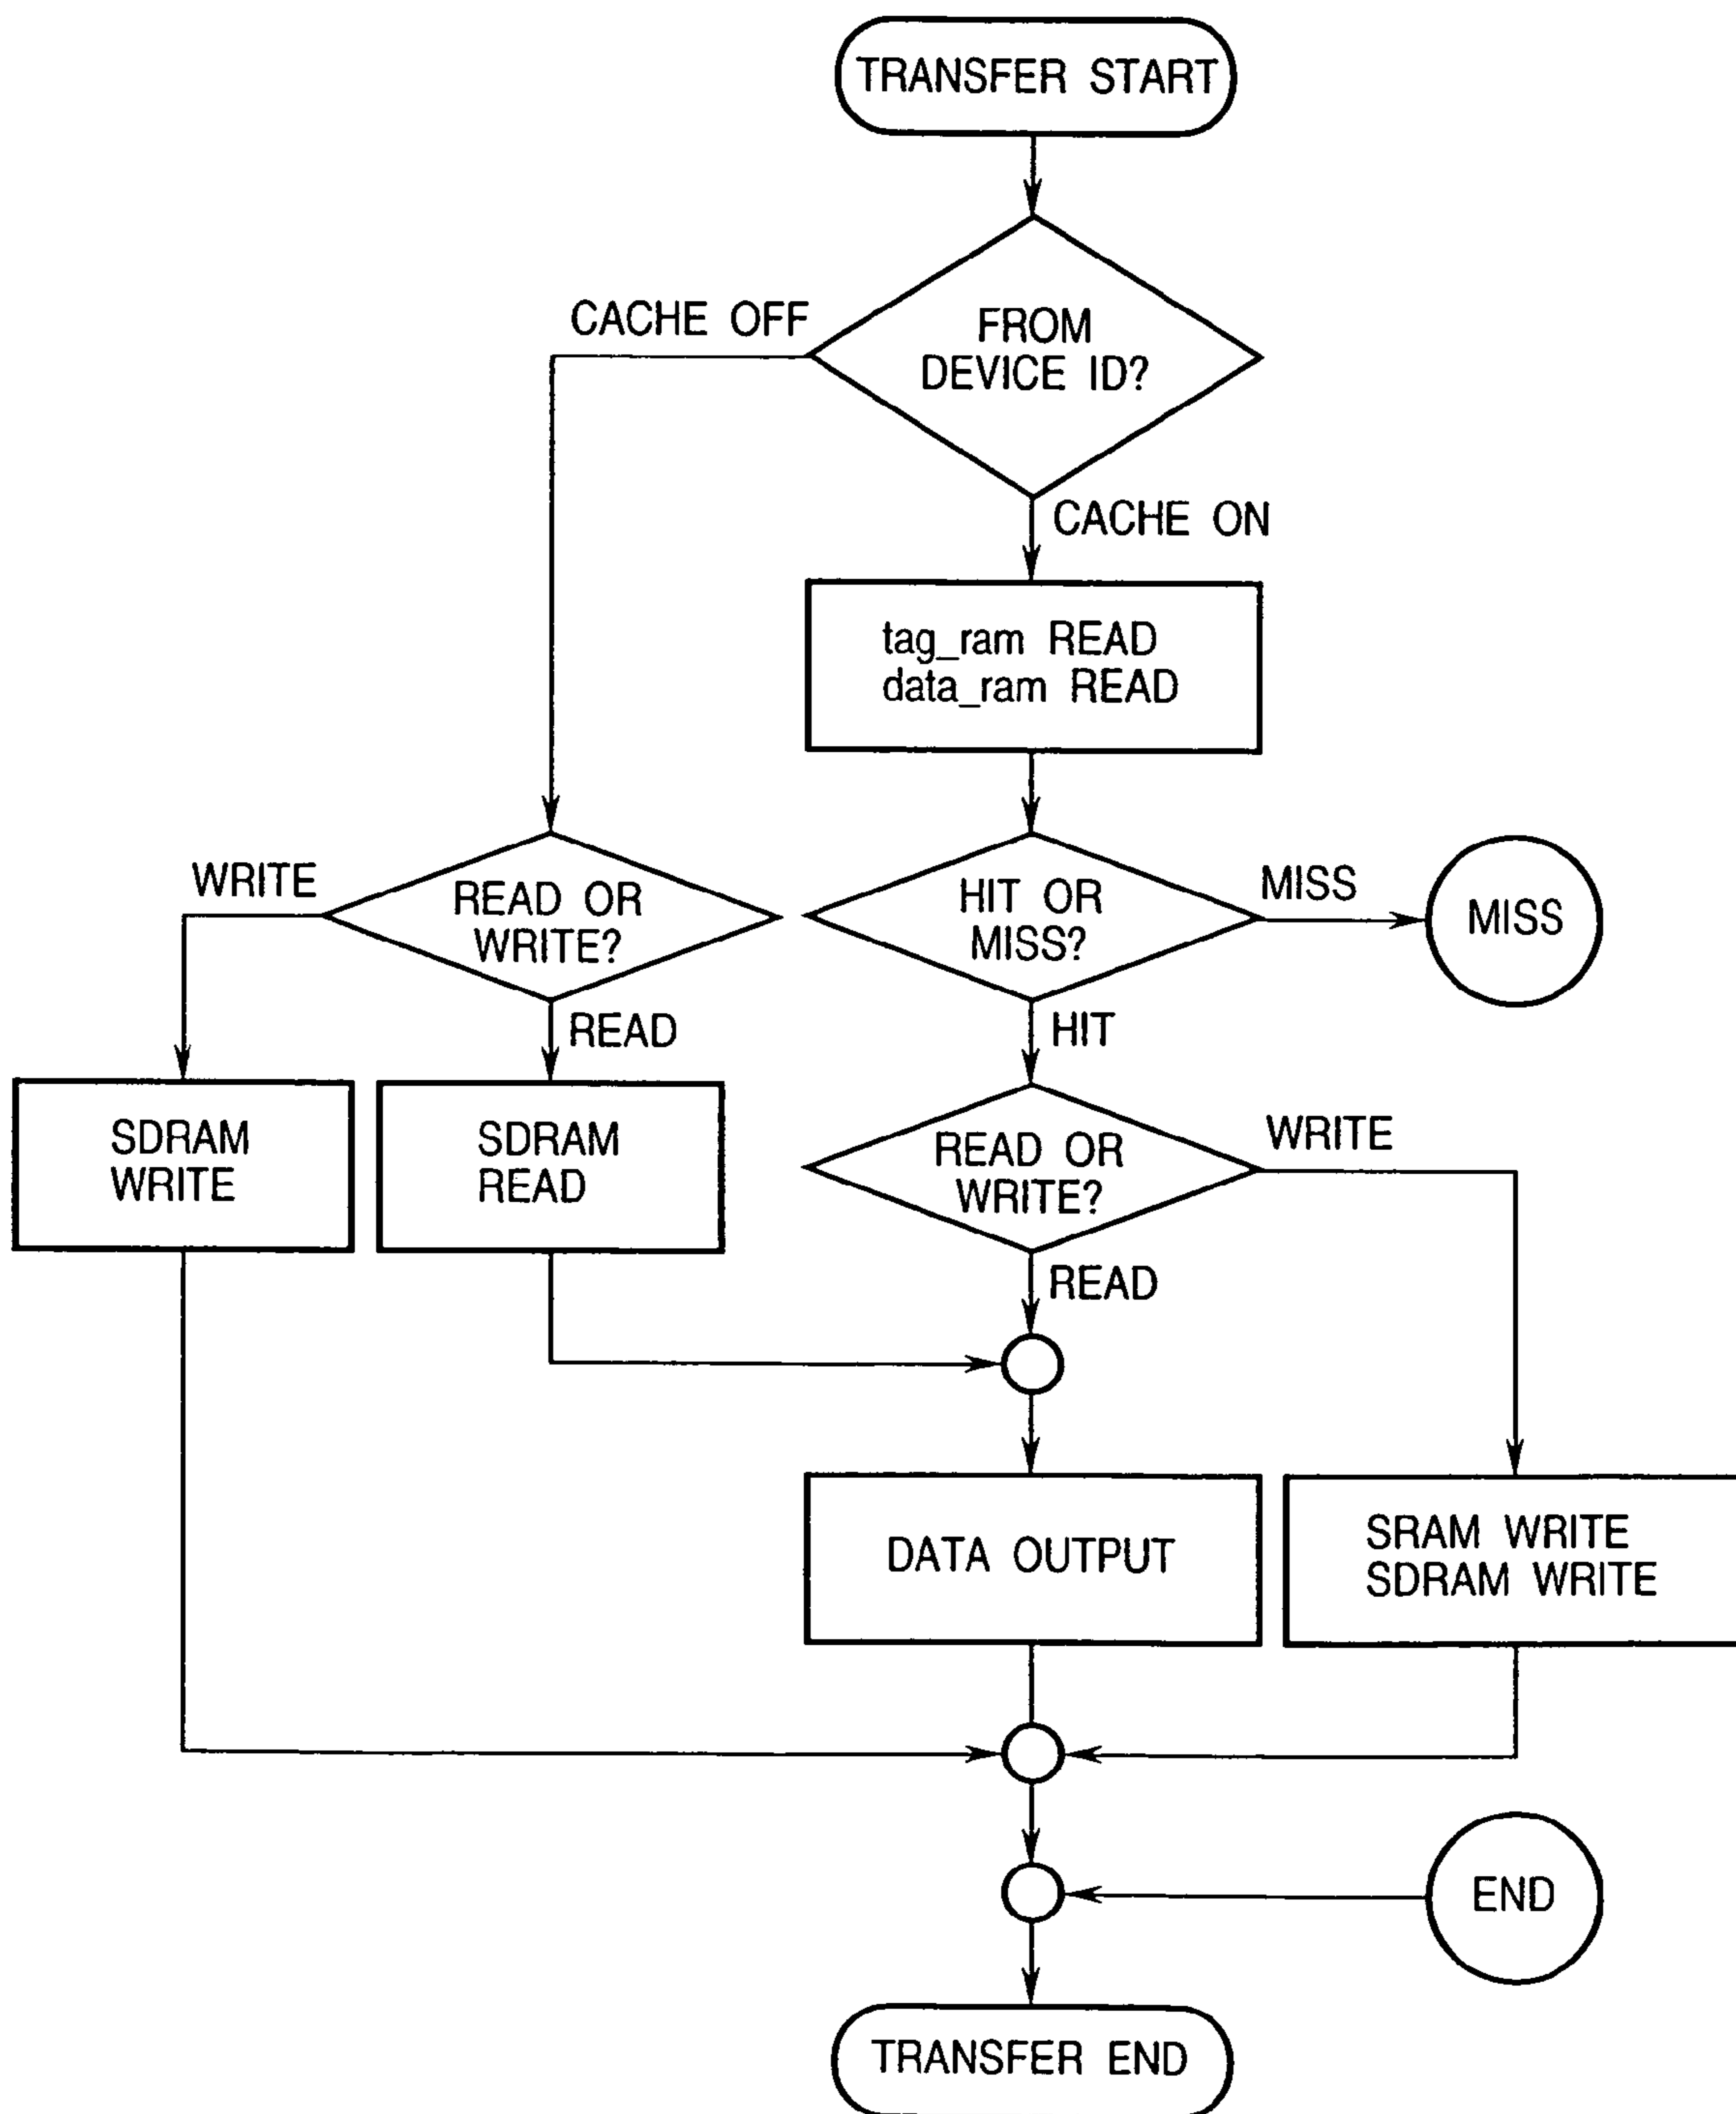 TRANSFER START
CACHE OFF
FROM
DEVICE ID?
CACHE ON
tag_ram READ
data_ram READ
WRITE
READ OR
WRITE?
HIT OR
MISS?
MISS
MISS
READ
HIT
SDRAM
WRITE
SDRAM
READ
READ OR
WRITE?
WRITE
READ
DATA OUTPUT
SRAM WRITE
SDRAM WRITE
END
TRANSFER END